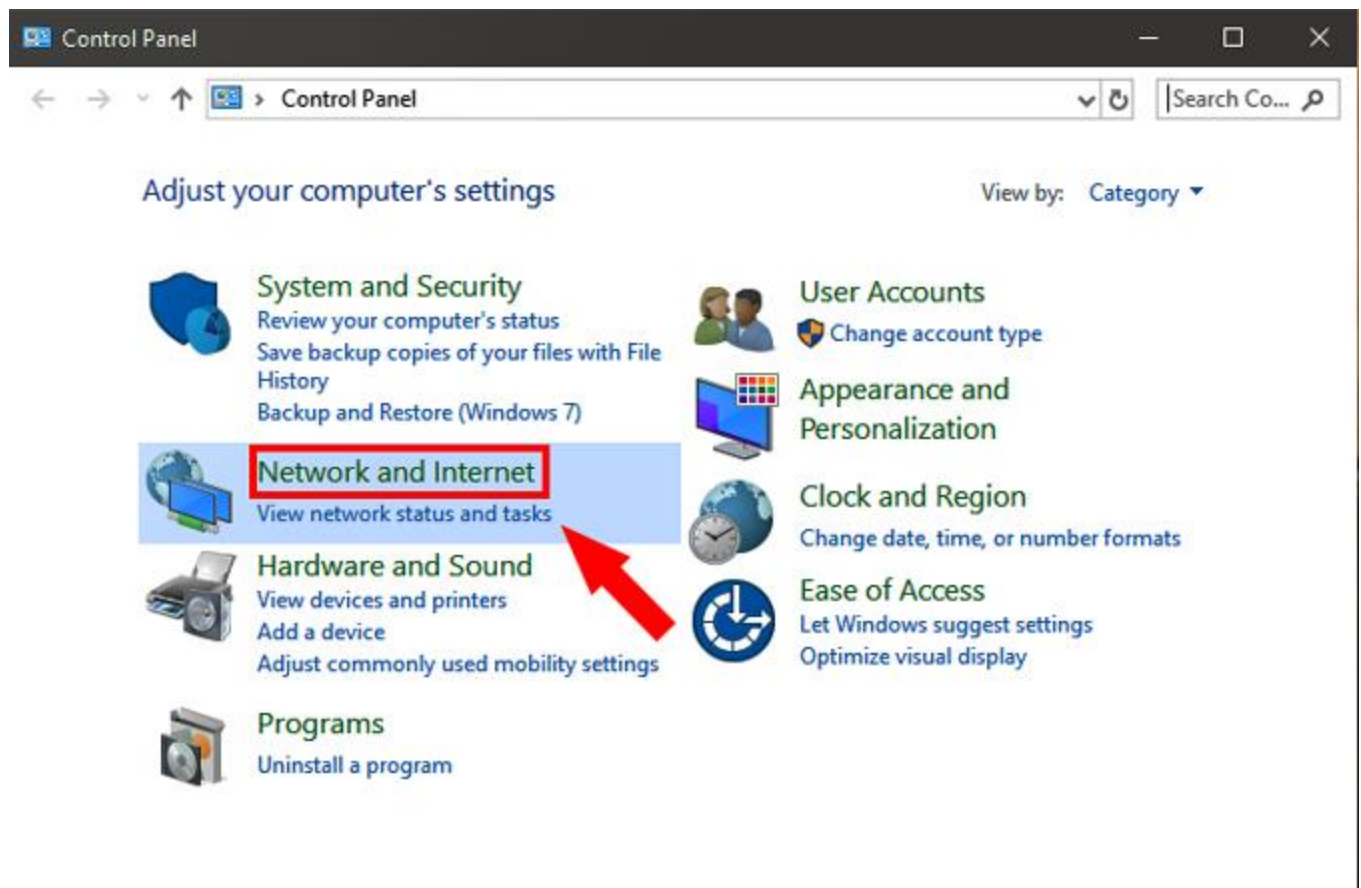 Control Panel
Control Panel
Search Co...
Adjust your computer's settings
View by: Category
System and Security
Review your computer's status
Save backup copies of your files with File
History
Backup and Restore (Windows 7)
Network and Internet
View network status and tasks
Hardware and Sound
View devices and printers
Add a device
Adjust commonly used mobility settings
Programs
Uninstall a program
User Accounts
Change account type
Appearance and
Personalization
Clock and Region
Change date, time, or number formats
Ease of Access
Let Windows suggest settings
Optimize visual display